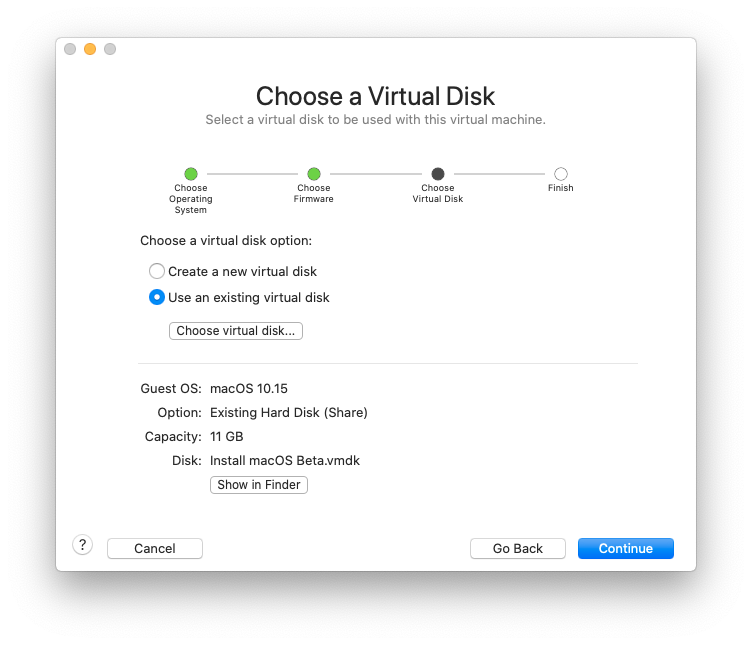 Choose a Virtual Disk
Select a virtual disk to be used with this virtual machine.
Choose
Operating
System
Choose
Firmware
Choose
Virtual Disk
Finish
Choose a virtual disk option:
Create a new virtual disk
Use an existing virtual disk
Choose virtual disk...
Guest OS: macOS 10.15
Option: Existing Hard Disk (Share)
Capacity: 11 GB
Disk: Install macOS Beta.vmdk
Show in Finder
? Cancel Go Back Continue